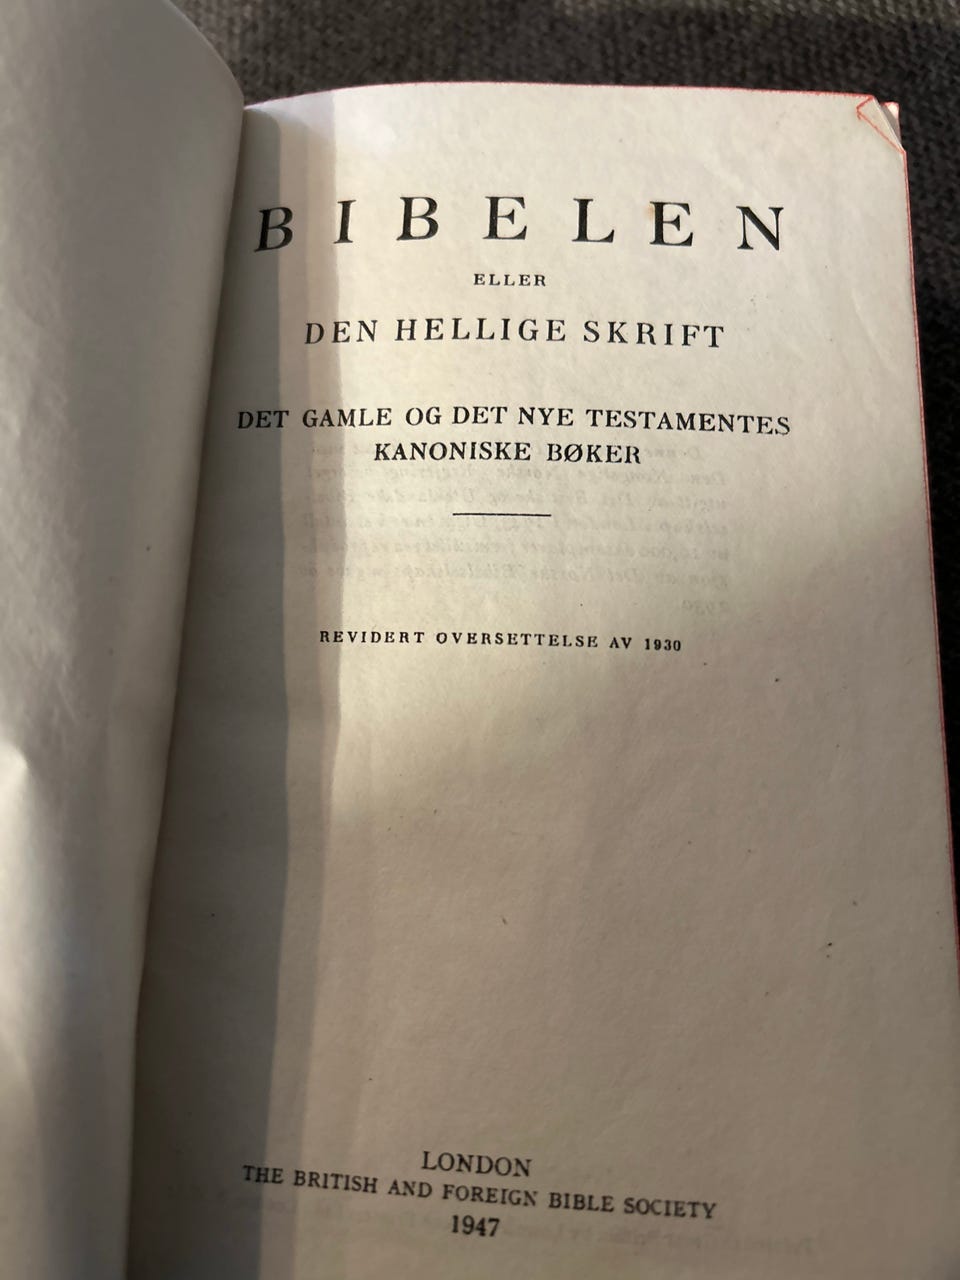 BIBELEN
ELLER
DEN HELLIGE SKRIFT
DET GAMLE OG DET NYE TESTAMENTES
KANONISKE BØKER
REVIDERT OVERSETTELSE AV 1930
LONDON
THE BRITISH AND FOREIGN BIBLE SOCIETY
1947